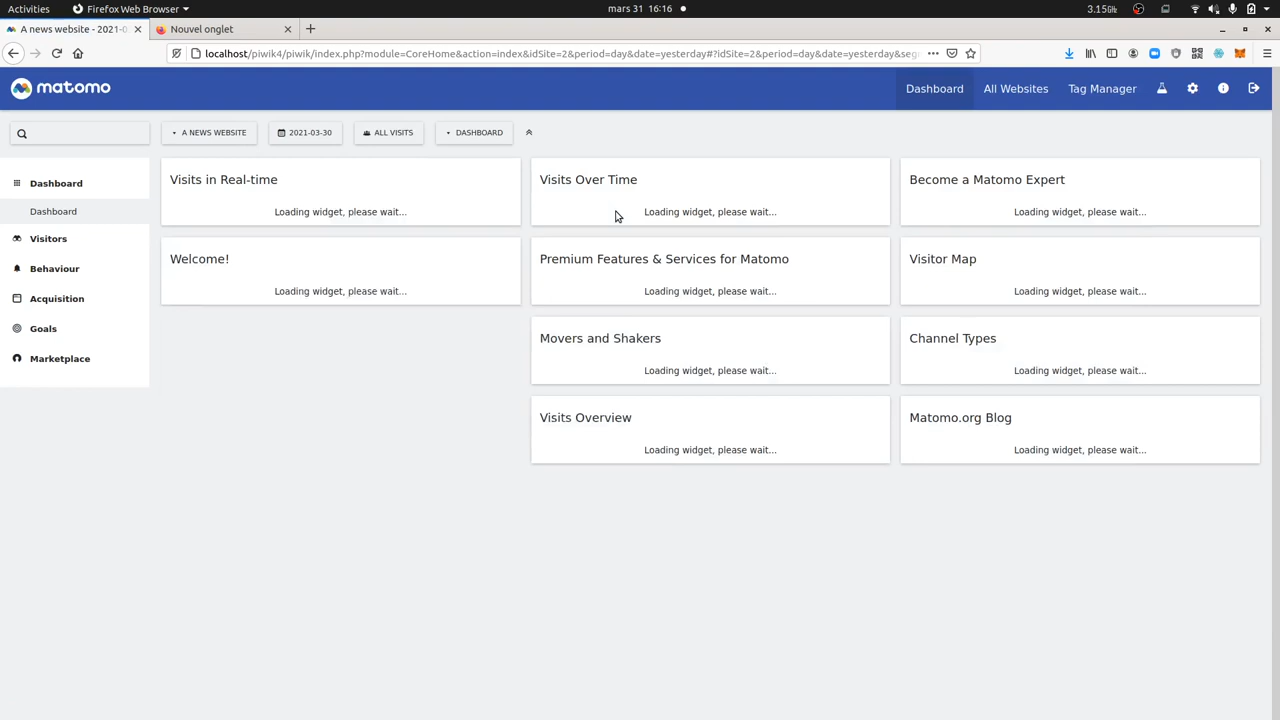 Activities
Firefox Web Browser
mars 31 16:16
A news website - 2021-0
Nouvel onglet
localhost/piwik4/piwik/index.php?module=CoreHome&action=index&idSite=2&period=day&date=yesterday#?idSite=2&period=day&date=yesterday&seg
matomo
Dashboard
All Websites
Tag Manager
A NEWS WEBSITE
2021-03-30
ALL VISITS
DASHBOARD
Dashboard
Dashboard
Visitors
Behaviour
Acquisition
Goals
Marketplace
Visits in Real-time
Loading widget, please wait...
Welcome!
Loading widget, please wait...
Visits Over Time
Loading widget, please wait...
Premium Features & Services for Matomo
Loading widget, please wait...
Movers and Shakers
Loading widget, please wait...
Visits Overview
Loading widget, please wait...
Become a Matomo Expert
Loading widget, please wait...
Visitor Map
Loading widget, please wait...
Channel Types
Loading widget, please wait...
Matomo.org Blog
Loading widget, please wait...